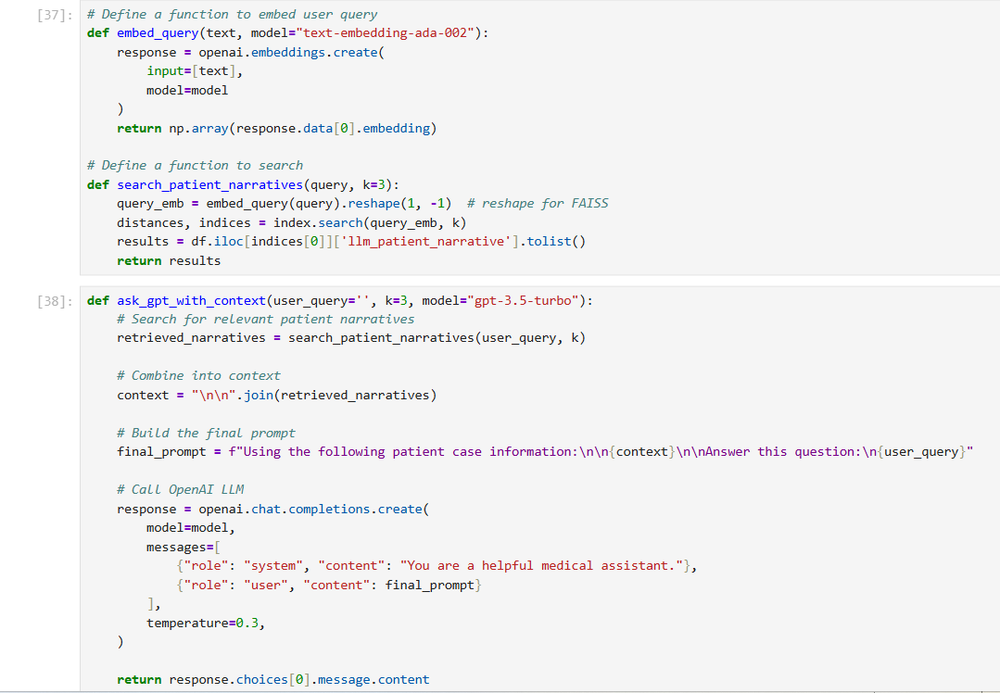 [37]: # Define a function to embed user query
def embed_query(text, model="text-embedding-ada-002"):
    response = openai.embeddings.create(
        input=[text],
        model=model
    )
    return np.array(response.data[0].embedding)

# Define a function to search
def search_patient_narratives(query, k=3):
    query_emb = embed_query(query).reshape(1, -1)  # reshape for FAISS
    distances, indices = index.search(query_emb, k)
    results = df.iloc[indices[0]]['llm_patient_narrative'].tolist()
    return results

[38]: def ask_gpt_with_context(user_query='', k=3, model="gpt-3.5-turbo"):
    # Search for relevant patient narratives
    retrieved_narratives = search_patient_narratives(user_query, k)

    # Combine into context
    context = "\n\n".join(retrieved_narratives)

    # Build the final prompt
    final_prompt = f"Using the following patient case information:\n\n{context}\n\nAnswer this question:\n{user_query}"

    # Call OpenAI LLM
    response = openai.chat.completions.create(
        model=model,
        messages=[
            {"role": "system", "content": "You are a helpful medical assistant."},
            {"role": "user", "content": final_prompt}
        ],
        temperature=0.3,
    )

    return response.choices[0].message.content